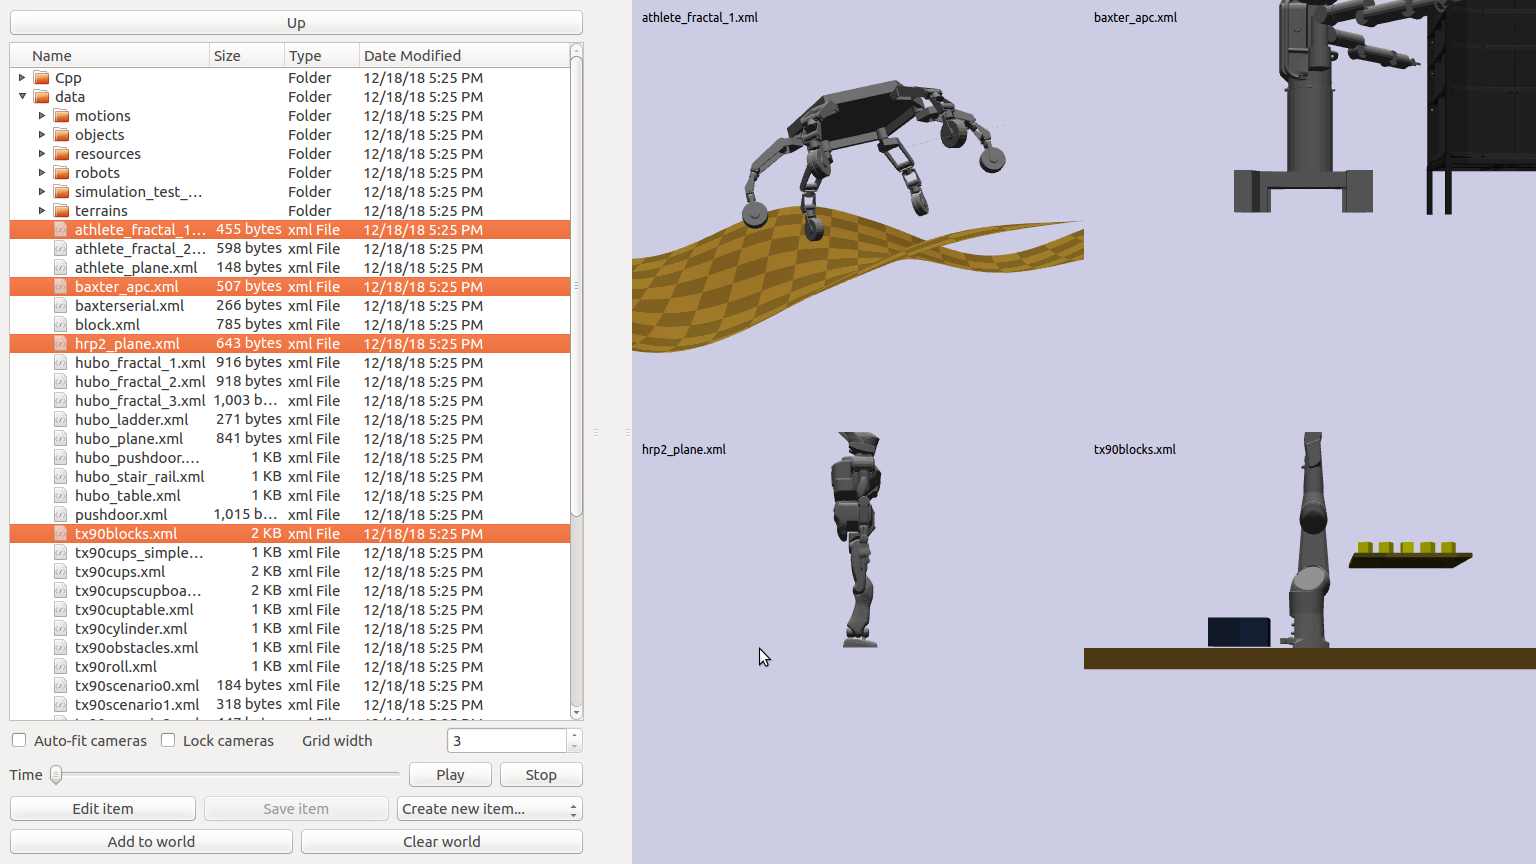 Up
Name Size Type Date Modified
Cpp Folder 12/18/18 5:25 PM
data Folder 12/18/18 5:25 PM
motions Folder 12/18/18 5:25 PM
objects Folder 12/18/18 5:25 PM
resources Folder 12/18/18 5:25 PM
robots Folder 12/18/18 5:25 PM
simulation_test_... Folder 12/18/18 5:25 PM
terrains Folder 12/18/18 5:25 PM
athlete_fractal_1... 455 bytes xml File 12/18/18 5:25 PM
athlete_fractal_2... 598 bytes xml File 12/18/18 5:25 PM
athlete_plane.xml 148 bytes xml File 12/18/18 5:25 PM
baxter_apc.xml 507 bytes xml File 12/18/18 5:25 PM
baxterserial.xml 266 bytes xml File 12/18/18 5:25 PM
block.xml 785 bytes xml File 12/18/18 5:25 PM
hrp2_plane.xml 643 bytes xml File 12/18/18 5:25 PM
hubo_fractal_1.xml 916 bytes xml File 12/18/18 5:25 PM
hubo_fractal_2.xml 918 bytes xml File 12/18/18 5:25 PM
hubo_fractal_3.xml 1,003 b... xml File 12/18/18 5:25 PM
hubo_ladder.xml 271 bytes xml File 12/18/18 5:25 PM
hubo_plane.xml 841 bytes xml File 12/18/18 5:25 PM
hubo_pushdoor.... 1 KB xml File 12/18/18 5:25 PM
hubo_stair_rail.xml 1 KB xml File 12/18/18 5:25 PM
hubo_table.xml 1 KB xml File 12/18/18 5:25 PM
pushdoor.xml 1,015 b... xml File 12/18/18 5:25 PM
tx90blocks.xml 2 KB xml File 12/18/18 5:25 PM
tx90cups_simple... 1 KB xml File 12/18/18 5:25 PM
tx90cups.xml 2 KB xml File 12/18/18 5:25 PM
tx90cupscupboa... 2 KB xml File 12/18/18 5:25 PM
tx90cuptable.xml 1 KB xml File 12/18/18 5:25 PM
tx90cylinder.xml 1 KB xml File 12/18/18 5:25 PM
tx90obstacles.xml 1 KB xml File 12/18/18 5:25 PM
tx90roll.xml 1 KB xml File 12/18/18 5:25 PM
tx90scenario0.xml 184 bytes xml File 12/18/18 5:25 PM
tx90scenario1.xml 318 bytes xml File 12/18/18 5:25 PM
Auto-fit cameras Lock cameras Grid width 3
Time Play Stop
Edit item Save item Create new item...
Add to world Clear world
athlete_fractal_1.xml
baxter_apc.xml
hrp2_plane.xml
tx90blocks.xml